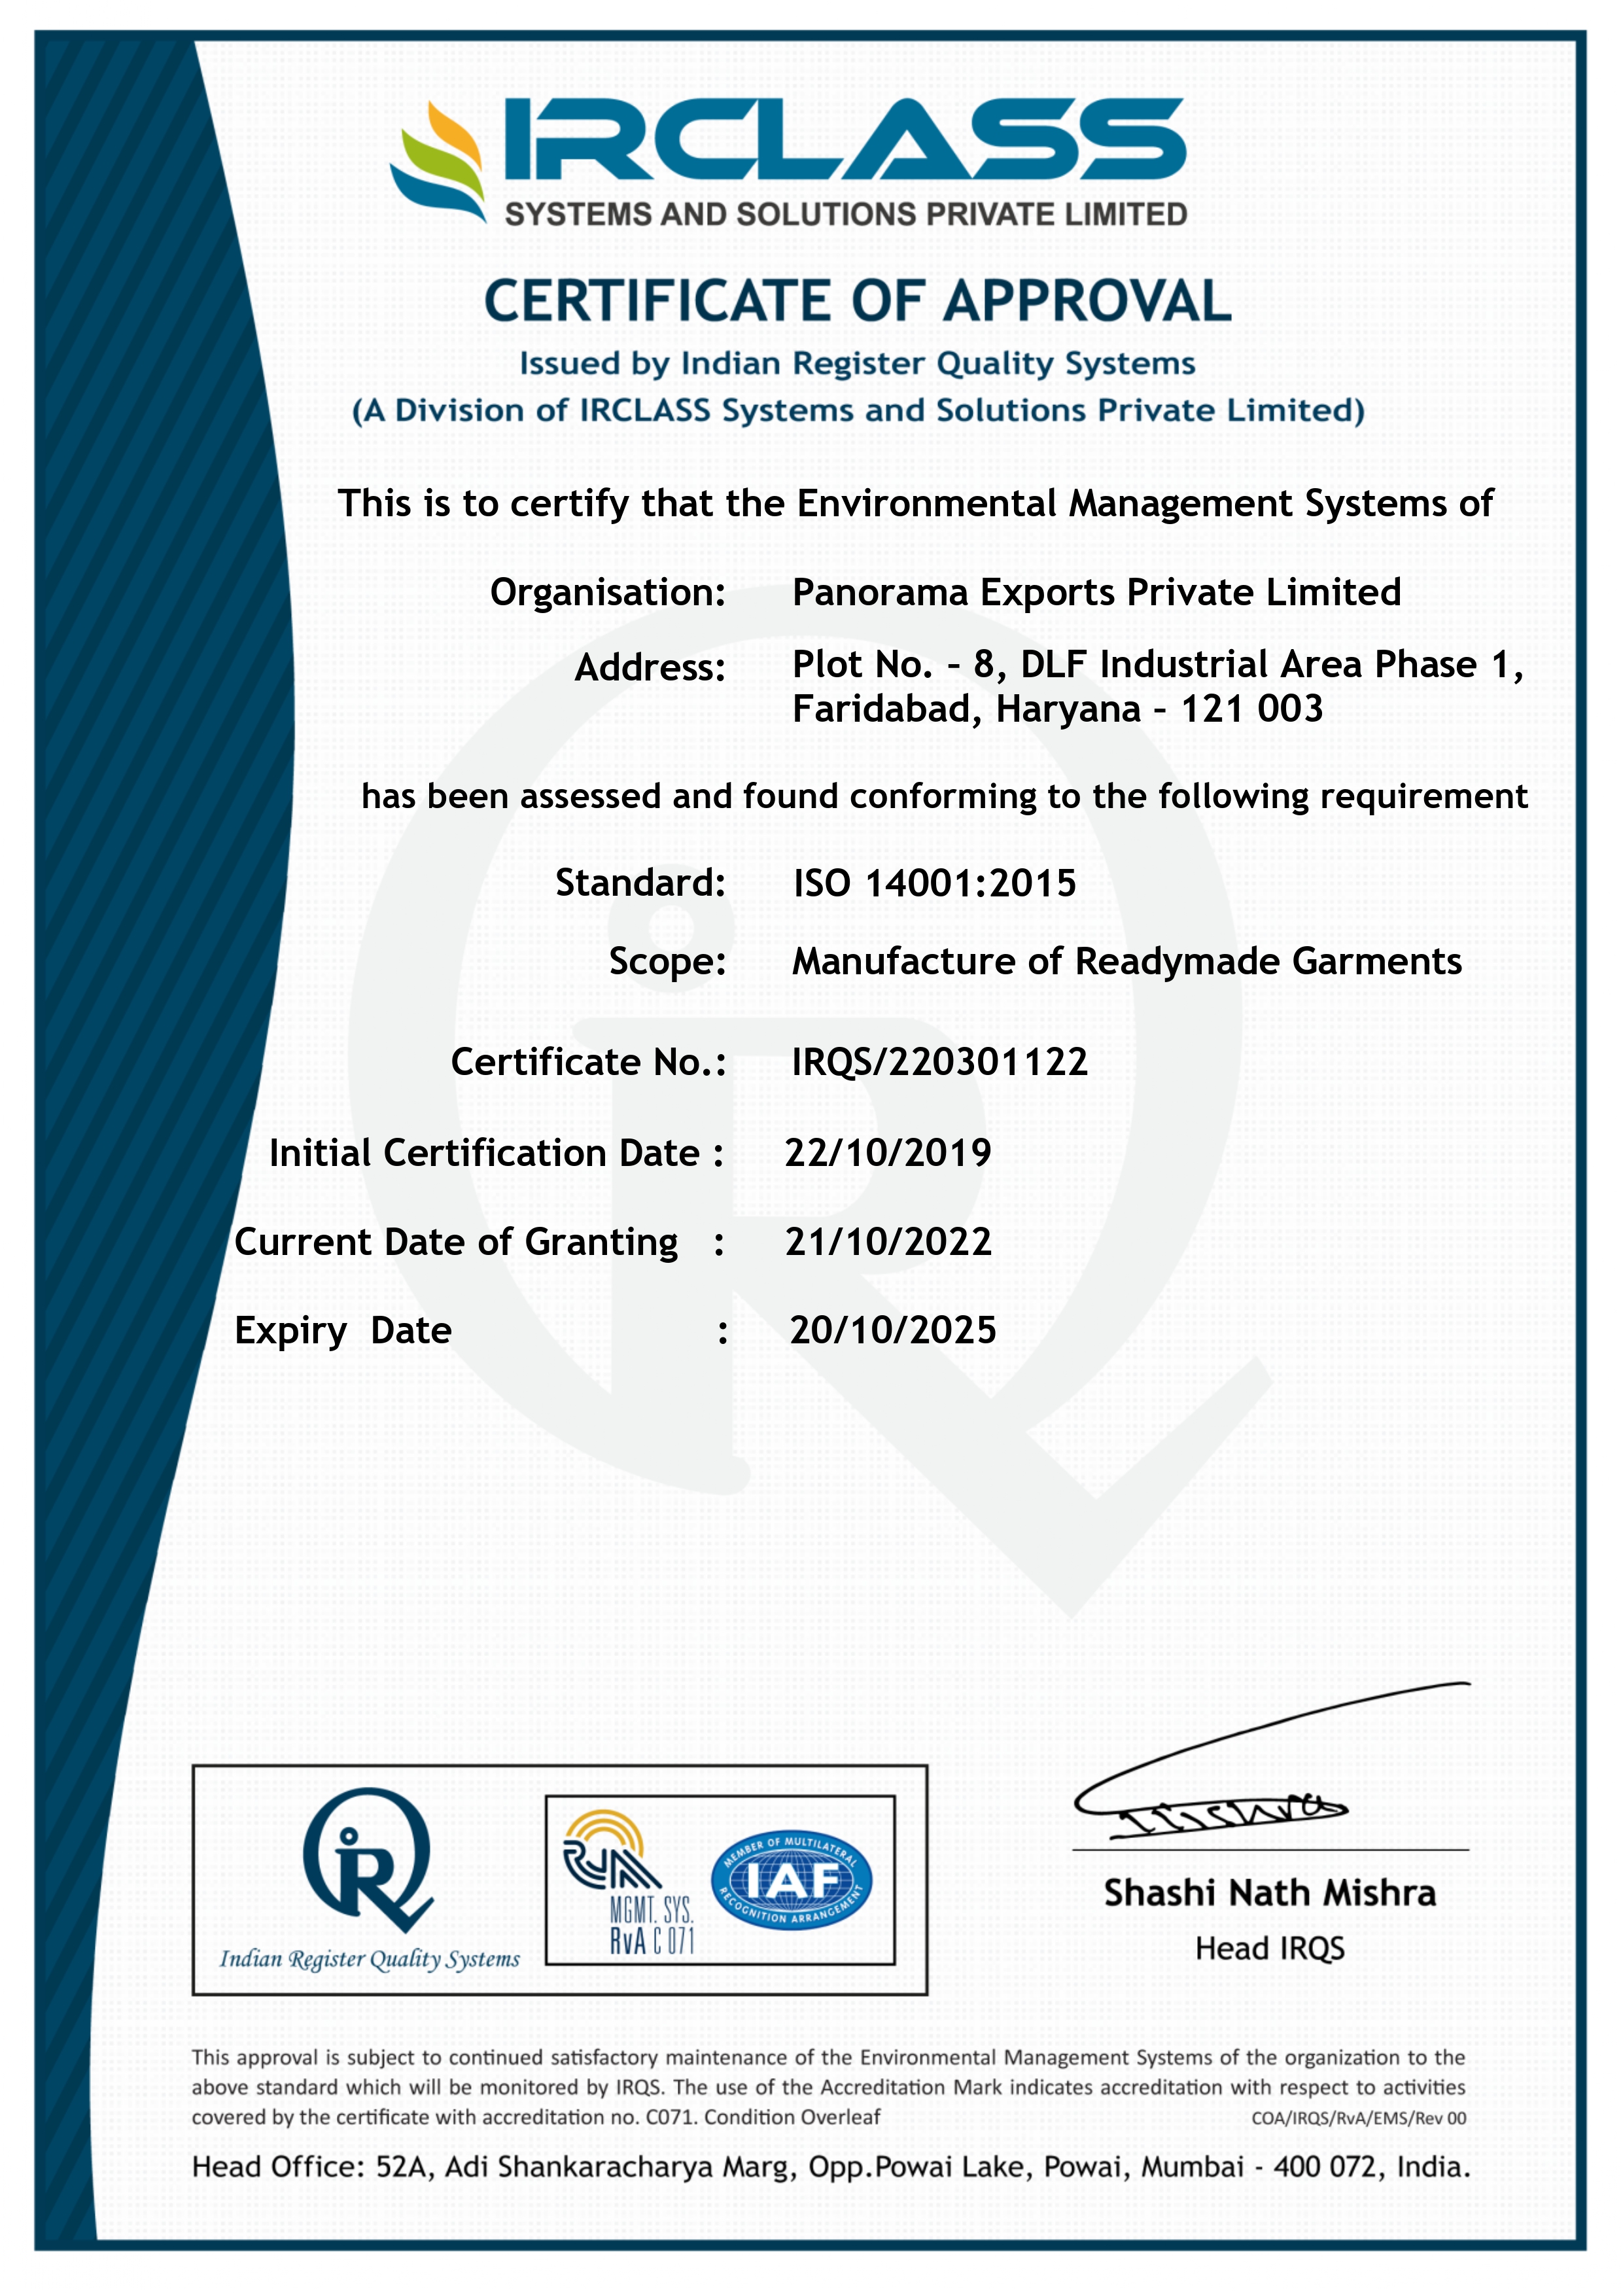 IRCLASS
SYSTEMS AND SOLUTIONS PRIVATE LIMITED
CERTIFICATE OF APPROVAL
Issued by Indian Register Quality Systems
(A Division of IRCLASS Systems and Solutions Private Limited)
This is to certify that the Environmental Management Systems of
Organisation: Panorama Exports Private Limited
Address: Plot No. – 8, DLF Industrial Area Phase 1,
Faridabad, Haryana – 121 003
has been assessed and found conforming to the following requirement
Standard: ISO 14001:2015
Scope: Manufacture of Readymade Garments
Certificate No.: IRQS/220301122
Initial Certification Date : 22/10/2019
Current Date of Granting : 21/10/2022
Expiry Date : 20/10/2025
iRQ
Indian Register Quality Systems
RvA
MGMT. SYS.
RvA C 071
MEMBER OF MULTILATERAL
IAF
RECOGNITION ARRANGEMENT
Mishra
Shashi Nath Mishra
Head IRQS
This approval is subject to continued satisfactory maintenance of the Environmental Management Systems of the organization to the
above standard which will be monitored by IRQS. The use of the Accreditation Mark indicates accreditation with respect to activities
covered by the certificate with accreditation no. C071. Condition Overleaf COA/IRQS/RvA/EMS/Rev 00
Head Office: 52A, Adi Shankaracharya Marg, Opp.Powai Lake, Powai, Mumbai - 400 072, India.